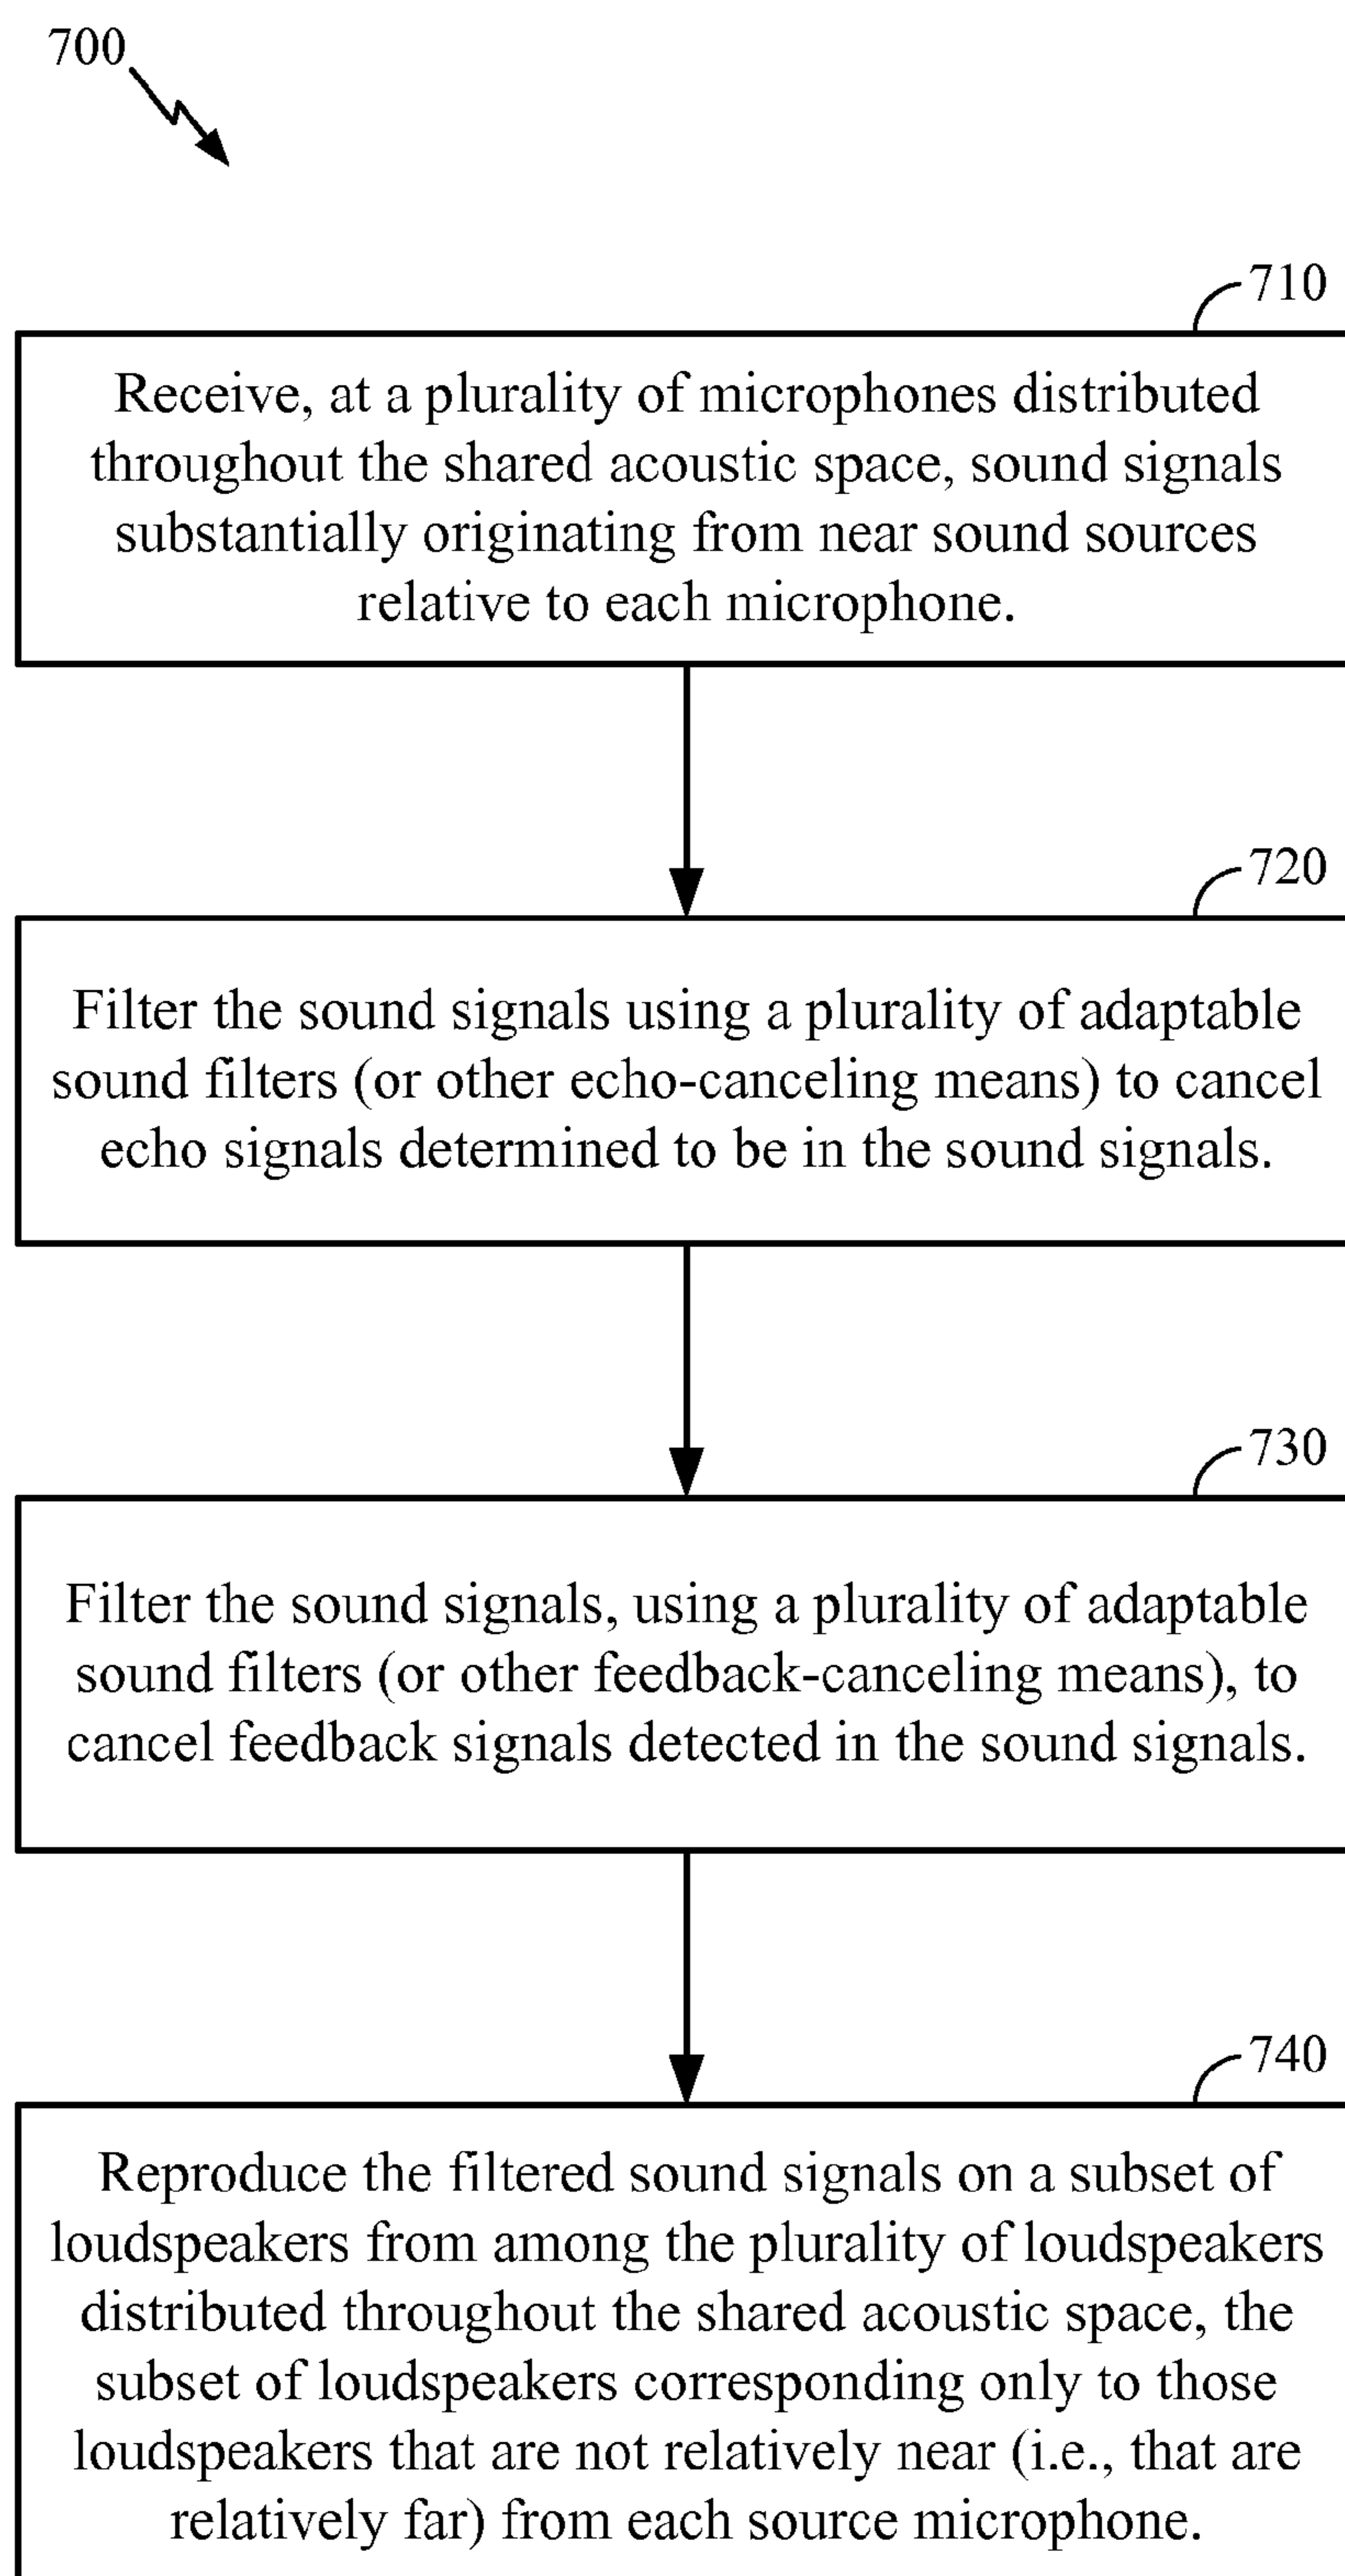 700
710
Receive, at a plurality of microphones distributed
throughout the shared acoustic space, sound signals
substantially originating from near sound sources
relative to each microphone.
720
Filter the sound signals using a plurality of adaptable
sound filters (or other echo-canceling means) to cancel
echo signals determined to be in the sound signals.
730
Filter the sound signals, using a plurality of adaptable
sound filters (or other feedback-canceling means), to
cancel feedback signals detected in the sound signals.
740
Reproduce the filtered sound signals on a subset of
loudspeakers from among the plurality of loudspeakers
distributed throughout the shared acoustic space, the
subset of loudspeakers corresponding only to those
loudspeakers that are not relatively near (i.e., that are
relatively far) from each source microphone.